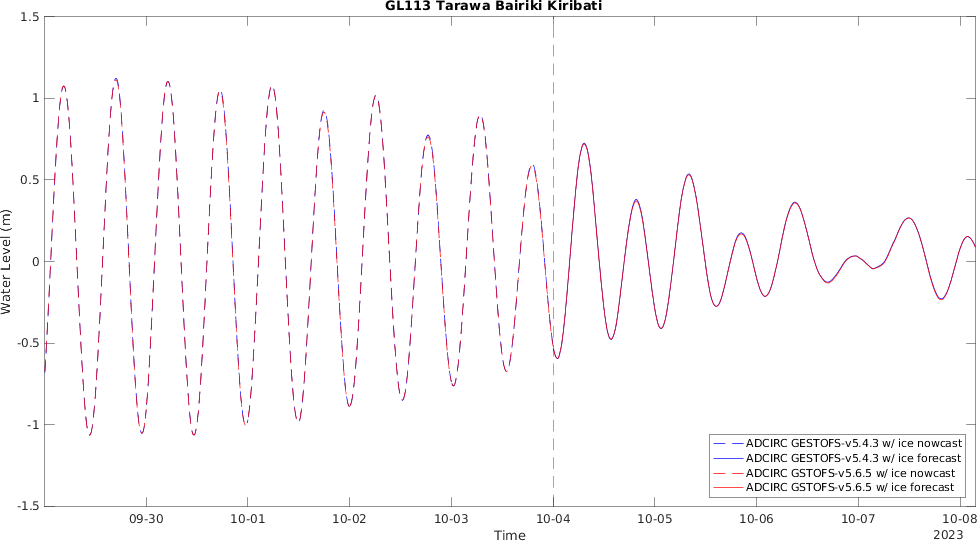 GL113 Tarawa Bairiki Kiribati
1.5
1
0.5
0
-0.5
-1
-1.5
Water Level (m)
09-30
10-01
10-02
10-03
10-04
10-05
10-06
10-07
10-08
2023
Time
ADCIRC GESTOFS-v5.4.3 w/ ice nowcast
ADCIRC GESTOFS-v5.4.3 w/ ice forecast
ADCIRC GSTOFS-v5.6.5 w/ ice nowcast
ADCIRC GSTOFS-v5.6.5 w/ ice forecast